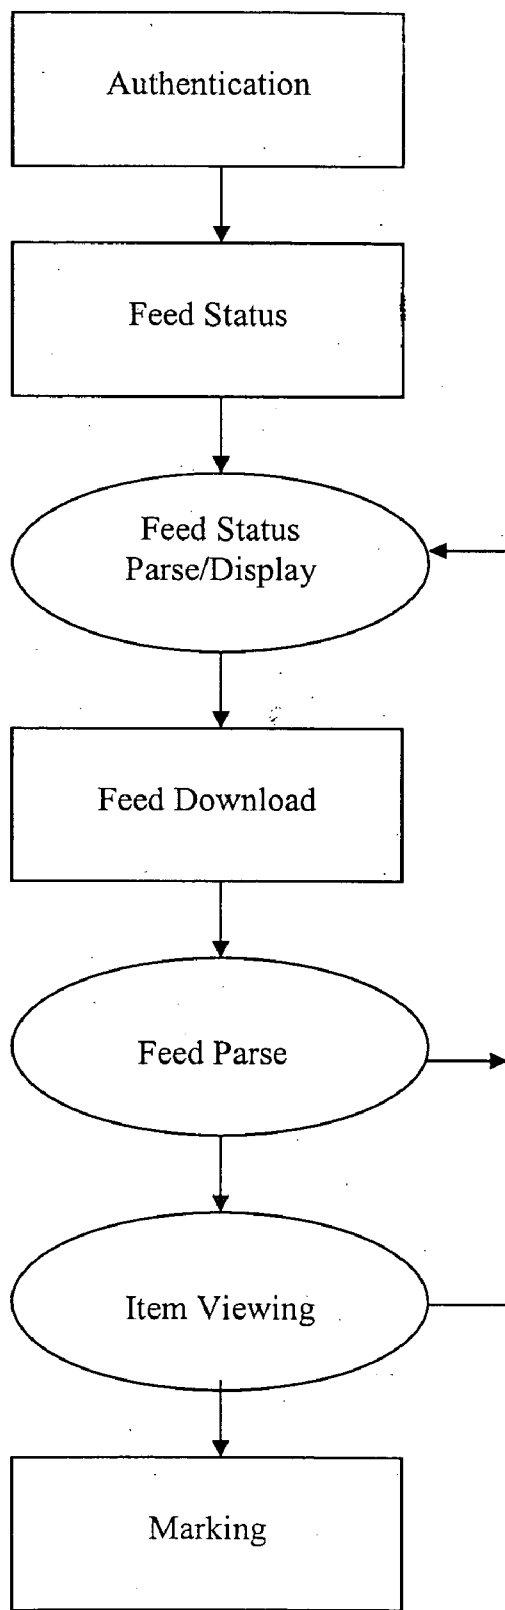 Authentication
Feed Status
Feed Status
Parse/Display
Feed Download
Feed Parse
Item Viewing
Marking